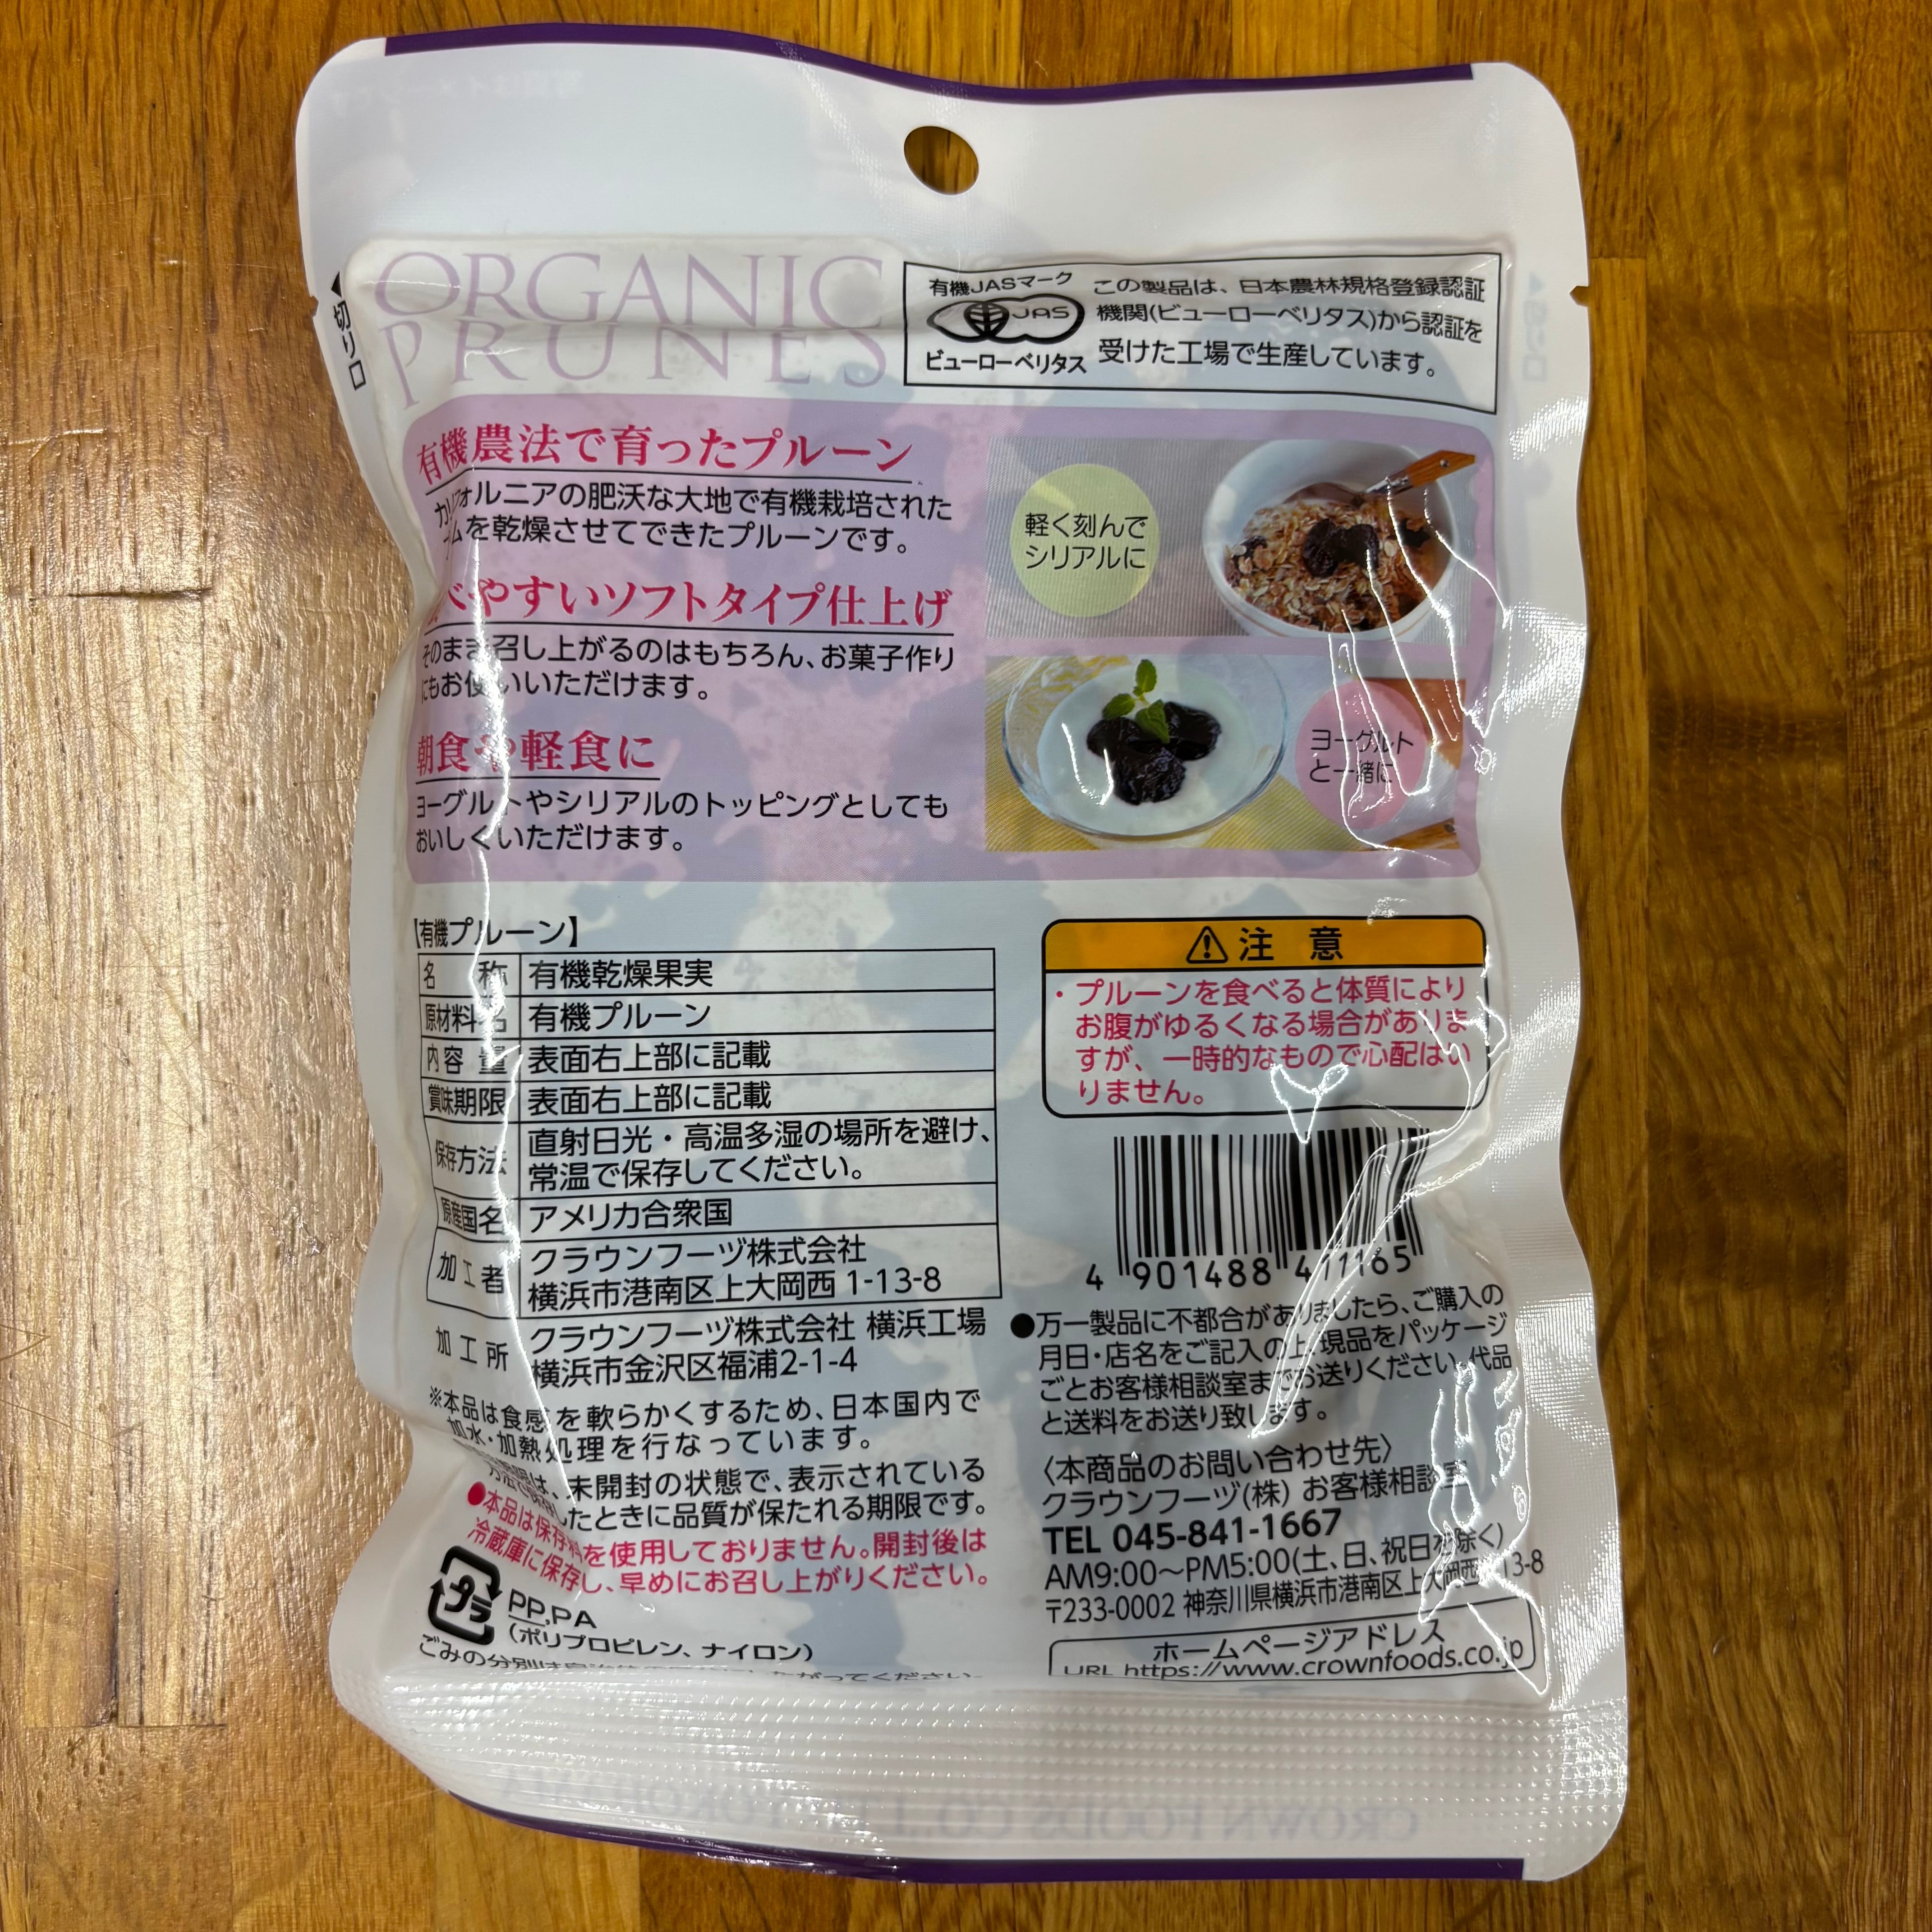 切り口
ORGANIC
PRUNES
有機JASマーク
JAS
ビューローベリタス
この製品は、日本農林規格登録認証
機関(ビューローベリタス)から認証を
受けた工場で生産しています。
有機農法で育ったプルーン
カリフォルニアの肥沃な大地で有機栽培された
ムを乾燥させてできたプルーンです。
べやすいソフトタイプ仕上げ
そのまま召し上がるのはもちろん、お菓子作り
にもお使いいただけます。
朝食や軽食に
ヨーグルトやシリアルのトッピングとしても
おいしくいただけます。
軽く刻んで
シリアルに
ヨーグルト
と一緒に
【有機プルーン】
名 称 有機乾燥果実
原材料名 有機プルーン
内容量 表面右上部に記載
賞味期限 表面右上部に記載
保存方法 直射日光・高温多湿の場所を避け、
常温で保存してください。
原産国名 アメリカ合衆国
加工者 クラウンフーヅ株式会社
横浜市港南区上大岡西 1-13-8
加工所 クラウンフーヅ株式会社 横浜工場
横浜市金沢区福浦2-1-4
※本品は食感を軟らかくするため、日本国内で
加水・加熱処理を行なっています。
は、未開封の状態で、表示されている
したときに品質が保たれる期限です。
●本品は保存料を使用しておりません。開封後は
冷蔵庫に保存し、早めにお召し上がりください。
プラ
PP,PA
(ポリプロピレン、ナイロン)
ごみの分別は
がってください。
⚠注 意
・プルーンを食べると体質により
お腹がゆるくなる場合がありま
すが、一時的なもので心配はい
りません。
4 901488 411165
●万一製品に不都合がありましたら、ご購入の
月日・店名をご記入の上、現品をパッケージ
ごとお客様相談室までお送りください。代品
と送料をお送り致します。
〈本商品のお問い合わせ先〉
クラウンフーヅ(株) お客様相談室
TEL 045-841-1667
AM9:00～PM5:00(土、日、祝日を除く)
〒233-0002 神奈川県横浜市港南区上大岡西1-13-8
ホームページアドレス
URL https://www.crownfoods.co.jp